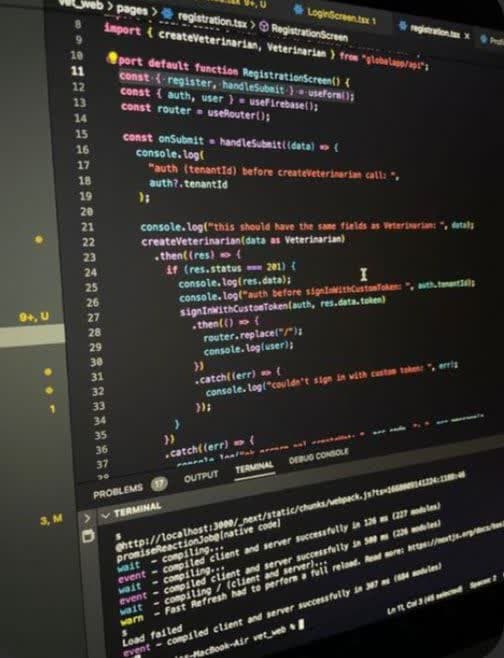 9+, U
vet_web > pages > registration.tsx > RegistrationScreen
LoginScreen.tsx 1
registration.tsx X
8
9 import { createVeterinarian, Veterinarian } from "globalapp/api";
10
11 port default function RegistrationScreen() {
12 const { register, handleSubmit } = useForm();
13 const { auth, user } = useFirebase();
14 const router = useRouter();
15
16 const onSubmit = handleSubmit((data) => {
17 console.log(
18 "auth (tenantId) before createVeterinarian call: ",
19 auth?.tenantId
20 );
21 console.log("this should have the same fields as Veterinarian: ", data);
22 createVeterinarian(data as Veterinarian)
23 .then((res) => {
24 if (res.status === 201) {
25 console.log(res.data);
26 console.log("auth before signInWithCustomToken: ", auth.tenantId);
27 signInWithCustomToken(auth, res.data.token)
28 .then(() => {
29 router.replace("/");
30 console.log(user);
31 })
32 .catch((err) => {
33 console.log("couldn't sign in with custom token: ", err);
34 });
35 }
36 })
37 .catch((err) => {
9+, U
1
3, M
PROBLEMS 17 OUTPUT TERMINAL DEBUG CONSOLE
TERMINAL
s
@http://localhost:3000/_next/static/chunks/webpack.js?ts=
promiseReactionJob@[native code]
wait - compiling...
event - compiled client and server successfully in 126 ms (227 modules)
wait - compiling...
event - compiled client and server successfully in 500 ms (226 modules)
wait - compiling / (client and server)...
warn - Fast Refresh had to perform a full reload. Read more: https://nextjs.org/docs/
s
Load failed
event - compiled client and server successfully in 307 ms (604 modules)
-MacBook-Air vet_web %
Ln 11, Col 3 (45 selected)